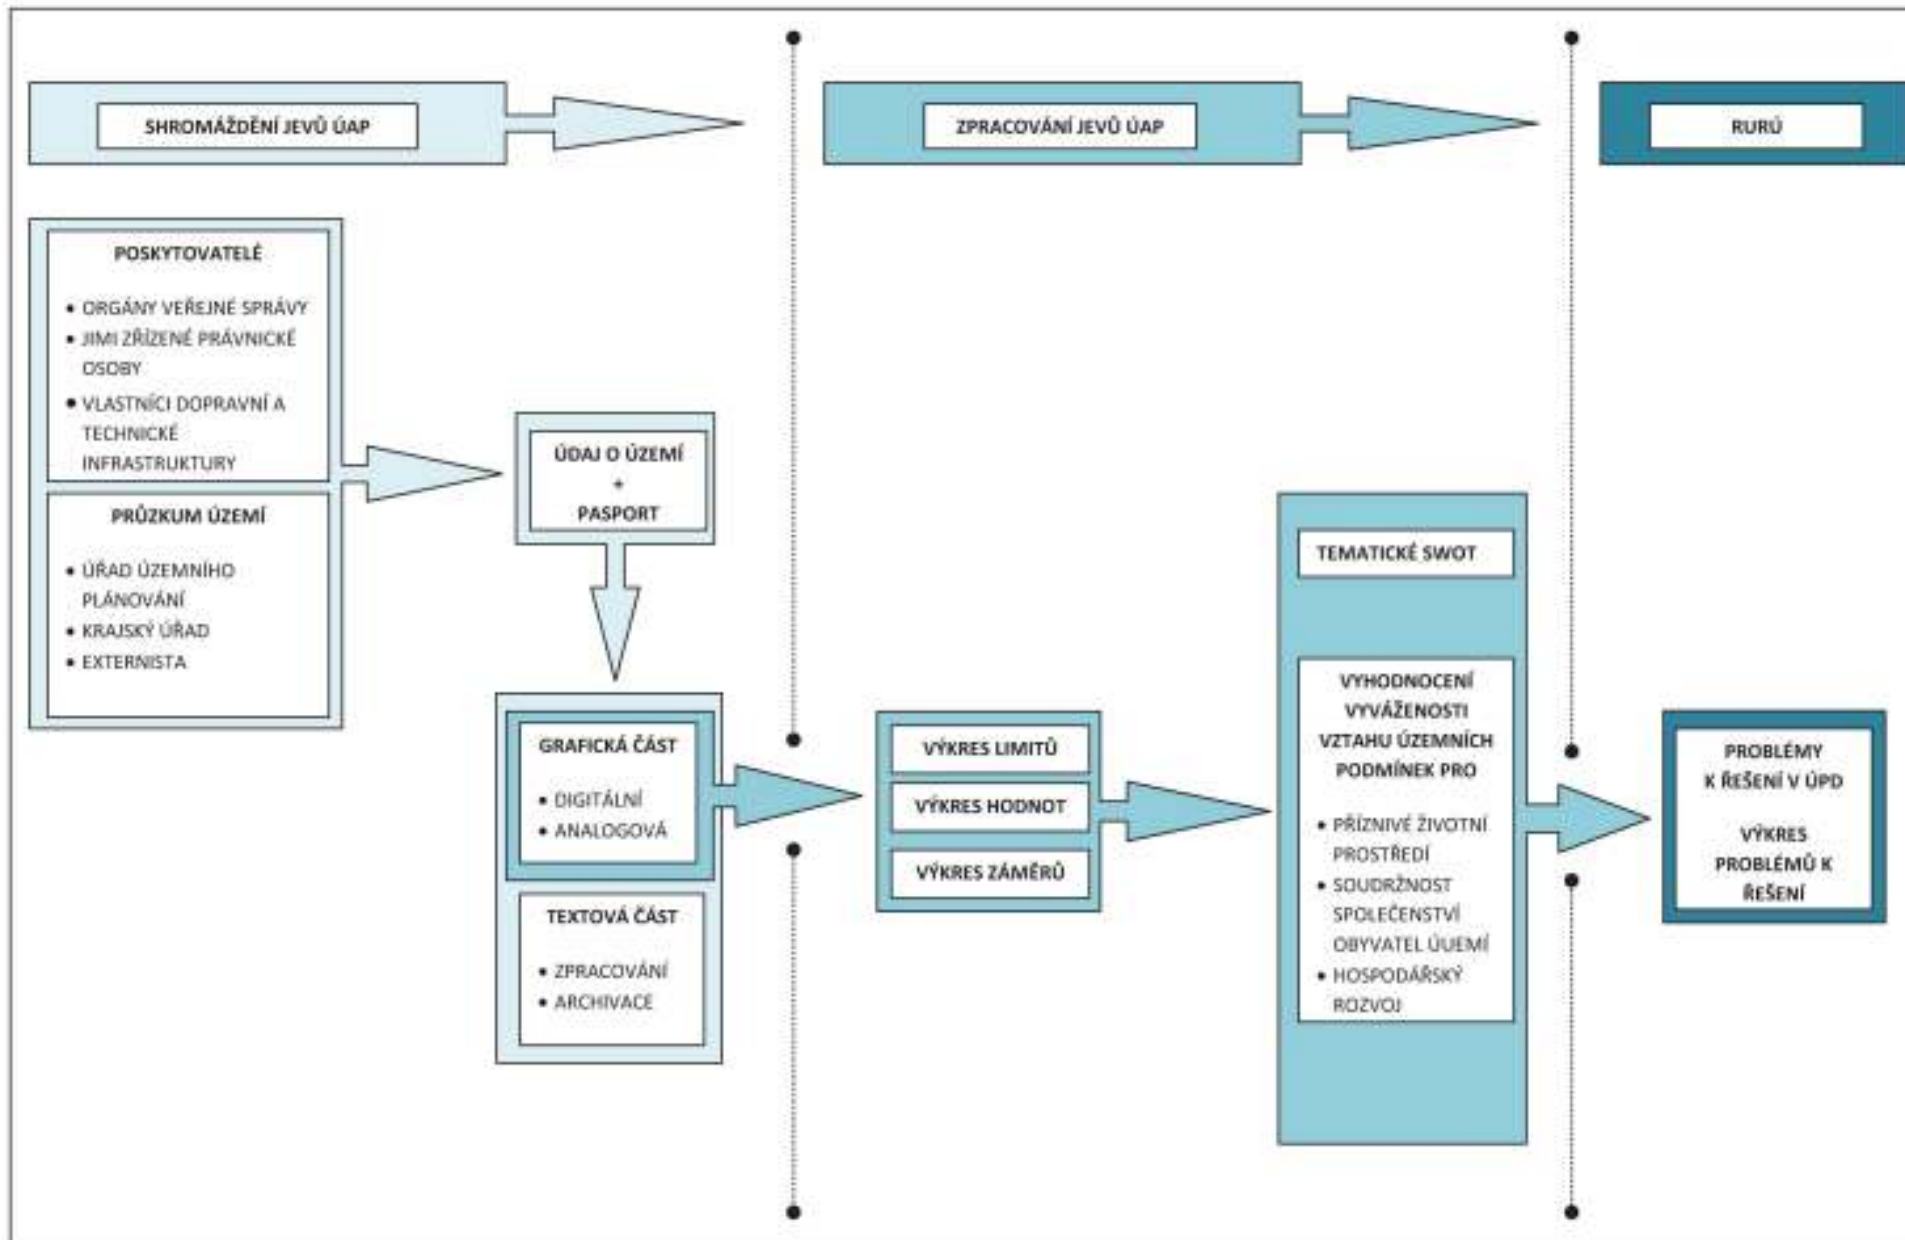 SHROMÁŽDĚNÍ JEVŮ ÚAP
ZPRACOVÁNÍ JEVŮ ÚAP
RURÚ
POSKYTOVATELÉ
• ORGÁNY VEŘEJNÉ SPRÁVY
• JIMI ZŘÍZENÉ PRÁVNICKÉ
OSOBY
• VLASTNÍCI DOPRAVNÍ A
TECHNICKÉ
INFRASTRUKTURY
PRŮZKUM ÚZEMÍ
• ÚŘAD ÚZEMNÍHO
PLÁNOVÁNÍ
• KRAJSKÝ ÚŘAD
• EXTERNISTA
ÚDAJ O ÚZEMÍ
+
PASPORT
GRAFICKÁ ČÁST
• DIGITÁLNÍ
• ANALOGOVÁ
TEXTOVÁ ČÁST
• ZPRACOVÁNÍ
• ARCHIVACE
VÝKRES LIMITŮ
VÝKRES HODNOT
VÝKRES ZÁMĚRŮ
TEMATICKÉ SWOT
VYHODNOCENÍ
VYVÁŽENOSTI
VZTAHU ÚZEMNÍCH
PODMÍNEK PRO
• PŘÍZNIVÉ ŽIVOTNÍ
PROSTŘEDÍ
• SOUDRŽNOST
SPOLEČENSTVÍ
OBYVATEL ÚUEMÍ
• HOSPODÁŘSKÝ
ROZVOJ
PROBLÉMY
K ŘEŠENÍ V ÚPD
VÝKRES
PROBLÉMŮ K
ŘEŠENÍ